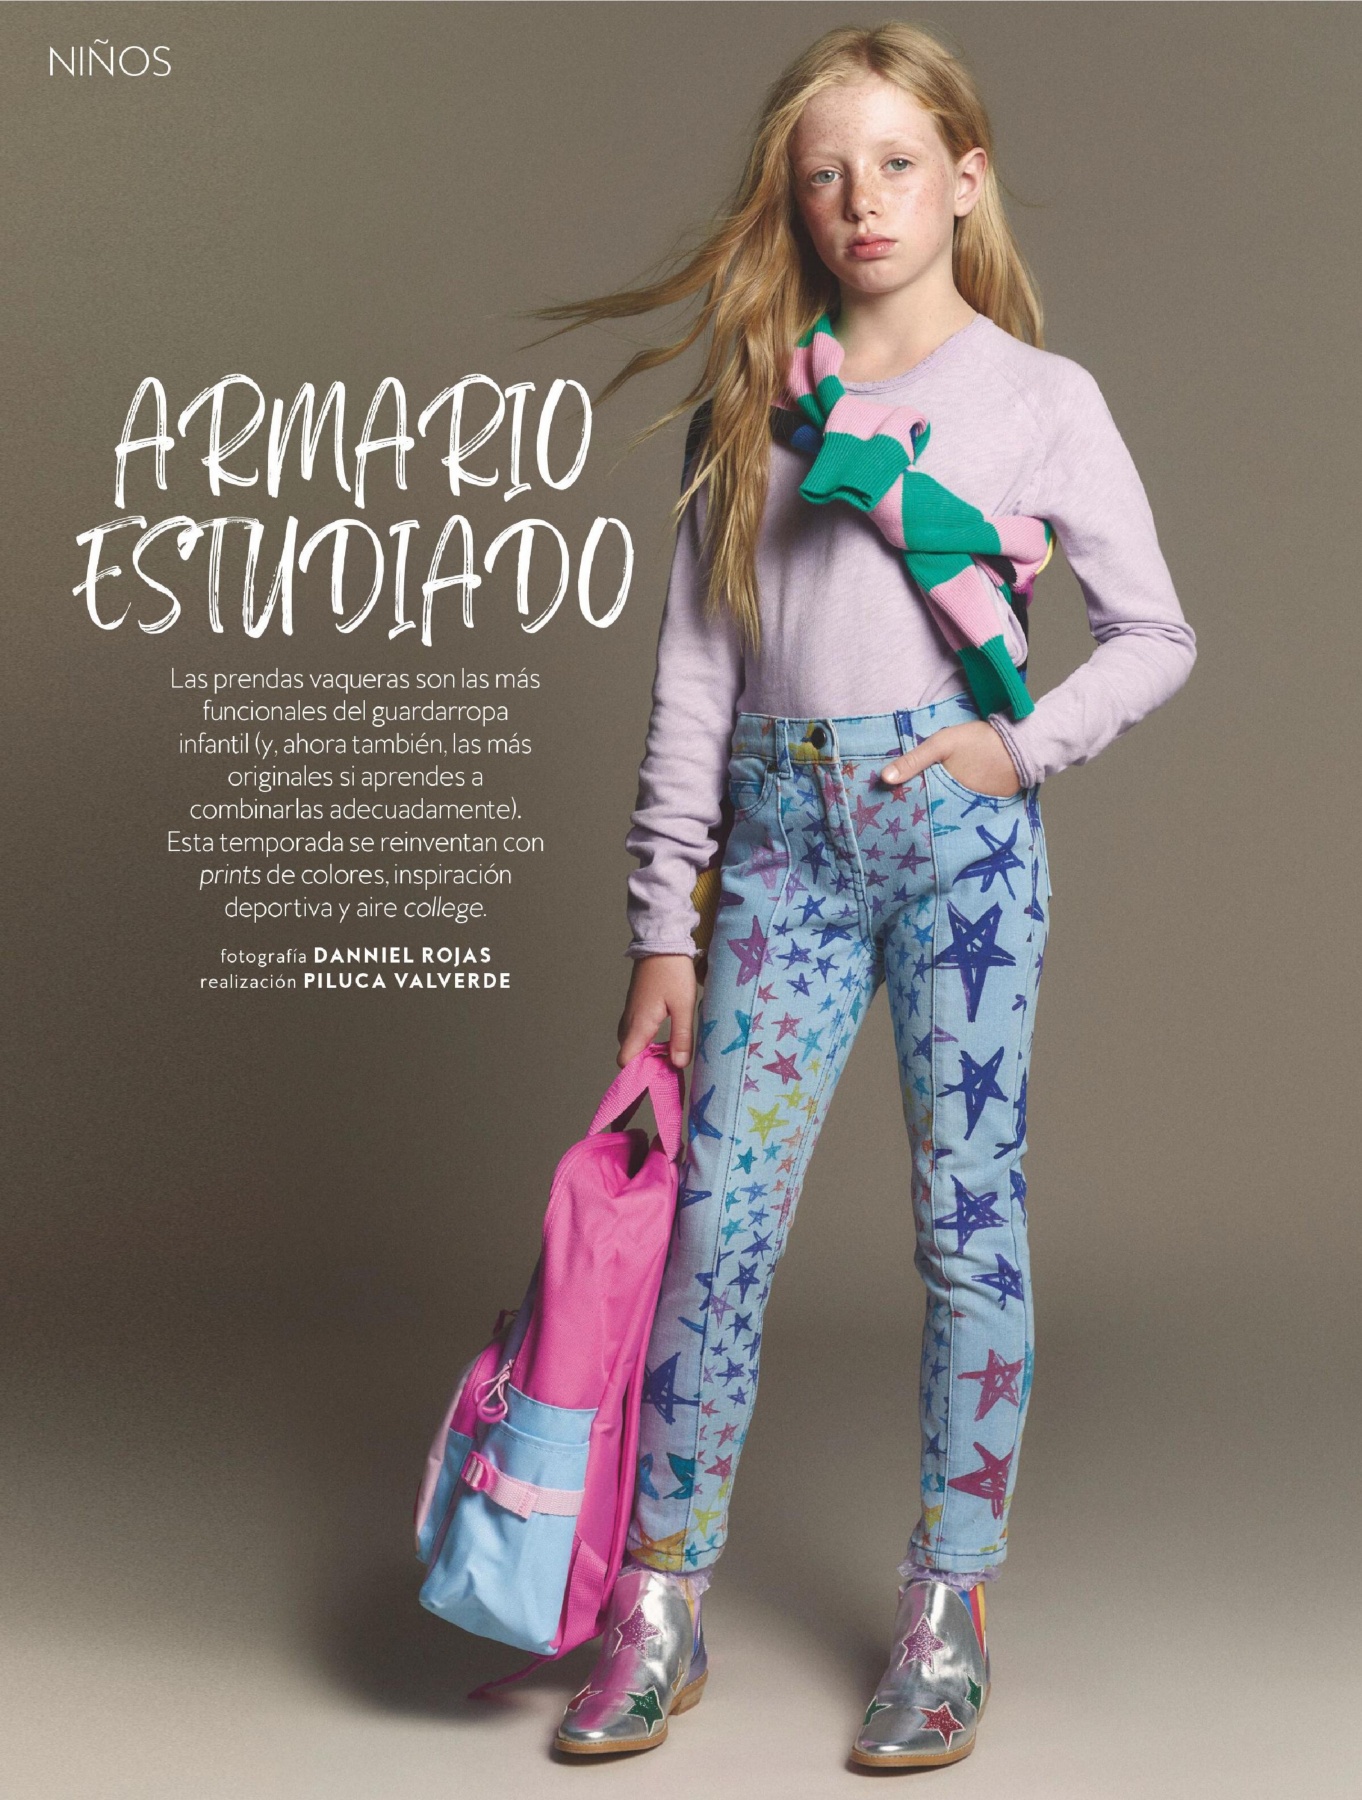 NIÑOS
ARMARIO
ESTUDIADO
Las prendas vaqueras son las más
funcionales del guardarropa
infantil (y, ahora también, las más
originales si aprendes a
combinarlas adecuadamente).
Esta temporada se reinventan con
prints de colores, inspiración
deportiva y aire college.
fotografía DANNIEL ROJAS
realización PILUCA VALVERDE